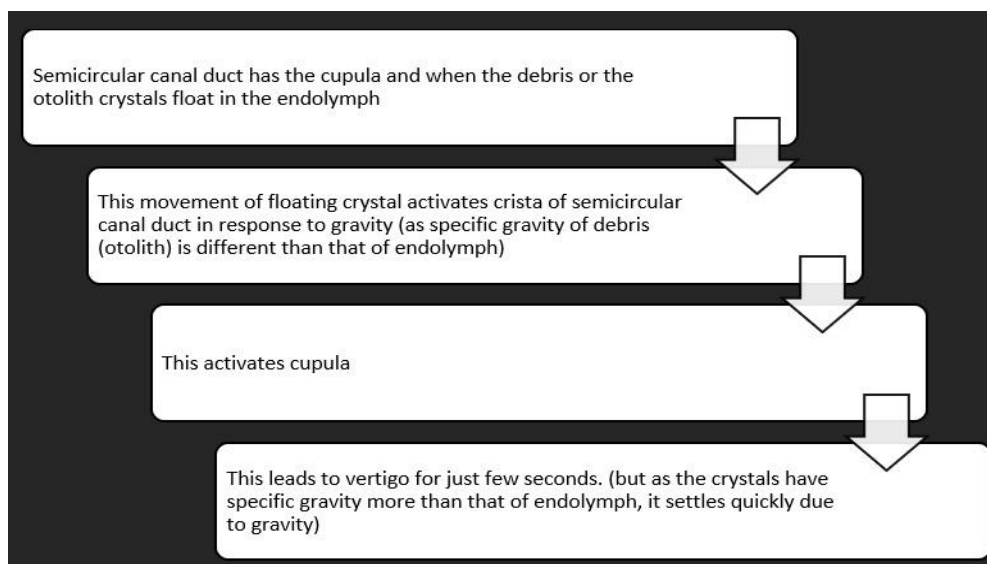 Semicircular canal duct has the cupula and when the debris or the
otolith crystals float in the endolymph
This movement of floating crystal activates crista of semicircular
canal duct in response to gravity (as specific gravity of debris
(otolith) is different than that of endolymph)
This activates cupula
This leads to vertigo for just few seconds. (but as the crystals have
specific gravity more than that of endolymph, it settles quickly due
to gravity)